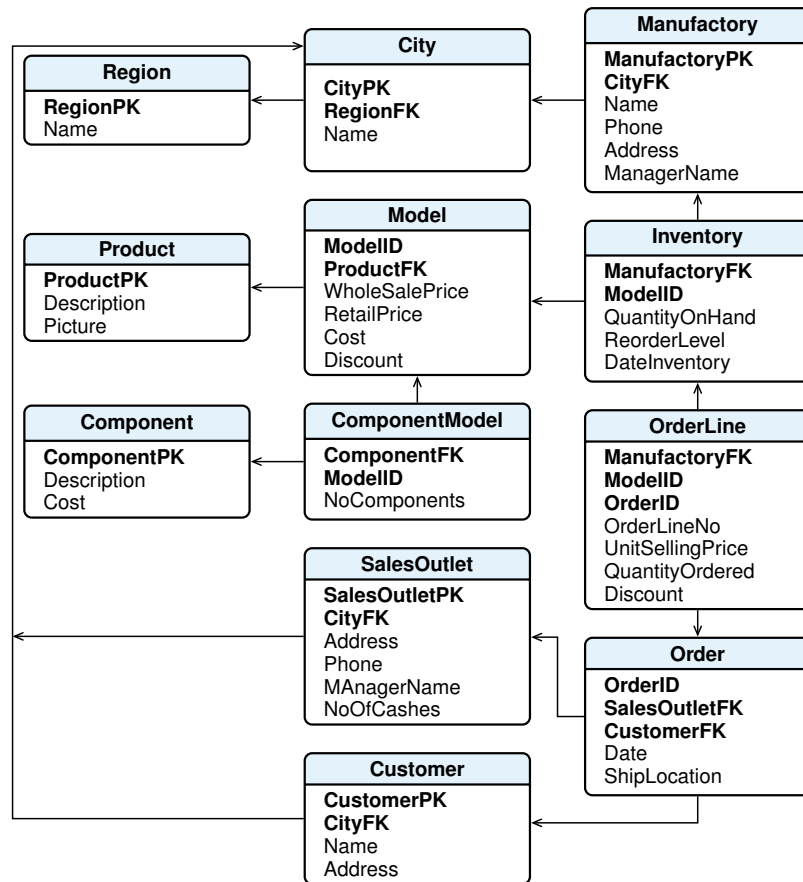 Region
RegionPK
Name
City
CityPK
RegionFK
Name
Manufactory
ManufactoryPK
CityFK
Name
Phone
Address
ManagerName
Product
ProductPK
Description
Picture
Model
ModelID
ProductFK
WholeSalePrice
RetailPrice
Cost
Discount
Inventory
ManufactoryFK
ModelID
QuantityOnHand
ReorderLevel
DateInventory
Component
ComponentPK
Description
Cost
ComponentModel
ComponentFK
ModelID
NoComponents
OrderLine
ManufactoryFK
ModelID
OrderID
OrderLineNo
UnitSellingPrice
QuantityOrdered
Discount
SalesOutlet
SalesOutletPK
CityFK
Address
Phone
MAnagerName
NoOfCashes
Order
OrderID
SalesOutletFK
CustomerFK
Date
ShipLocation
Customer
CustomerPK
CityFK
Name
Address